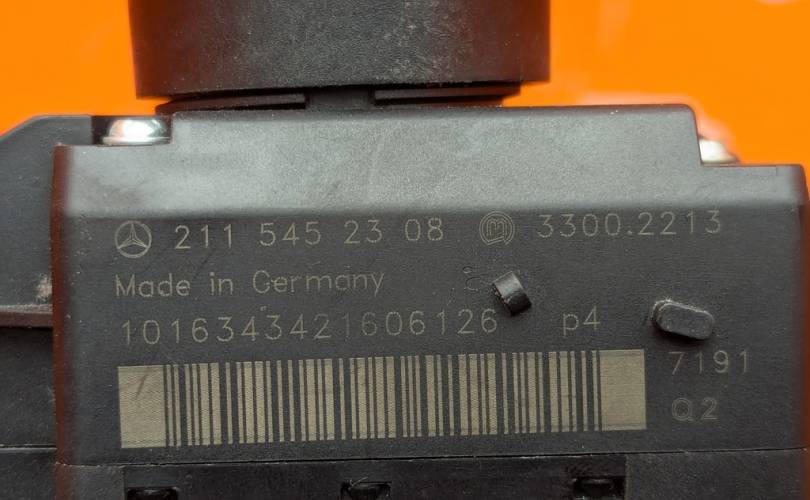 211 545 23 08 3300.2213
Made in Germany
1016343421606126 p4
7191
Q2